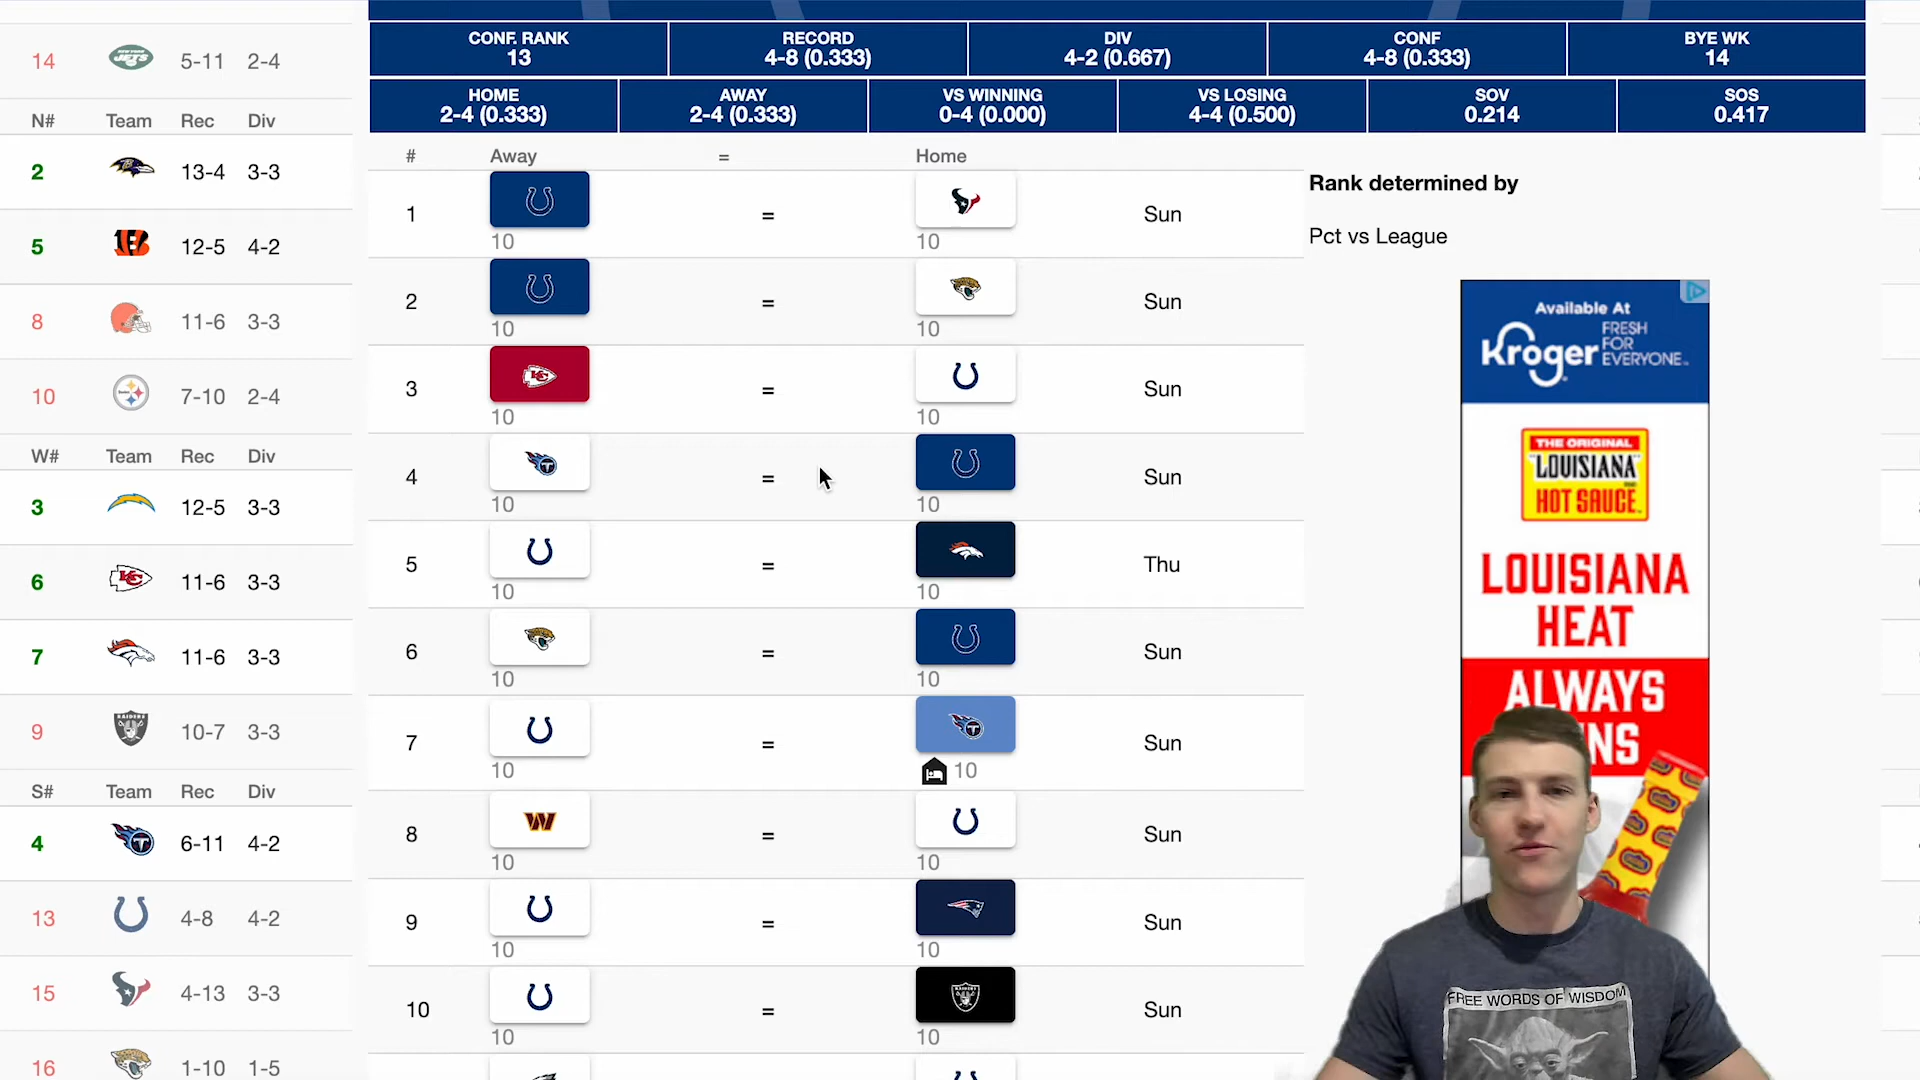 14 JETS 5-11 2-4
N# Team Rec Div
2 13-4 3-3
5 12-5 4-2
8 11-6 3-3
10 7-10 2-4
W# Team Rec Div
3 12-5 3-3
6 11-6 3-3
7 11-6 3-3
9 RAIDERS 10-7 3-3
S# Team Rec Div
4 T 6-11 4-2
13 4-8 4-2
15 4-13 3-3
16 1-10 1-5
CONF. RANK
13
RECORD
4-8 (0.333)
DIV
4-2 (0.667)
CONF
4-8 (0.333)
BYE WK
14
HOME
2-4 (0.333)
AWAY
2-4 (0.333)
VS WINNING
0-4 (0.000)
VS LOSING
4-4 (0.500)
SOV
0.214
SOS
0.417
# Away = Home
1 = Sun
10 10
2 = Sun
10 10
3 KC = Sun
10 10
4 T = Sun
10 10
5 = Thu
10 10
6 = Sun
10 10
7 = T Sun
10 10
8 W = Sun
10 10
9 = Sun
10 10
10 = RAIDERS Sun
10 10
Rank determined by
Pct vs League
Available At
Kroger
FRESH
FOR
EVERYONE™
THE ORIGINAL
"LOUISIANA"
HOT SAUCE
LOUISIANA
HEAT
ALWAYS
FREE WORDS OF WISDOM